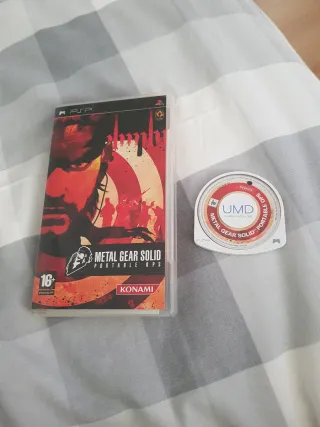 PSP
METAL GEAR SOLID
PORTABLE OPS
16+
KONAMI
UMD
METAL GEAR SOLID PORTABLE OPS